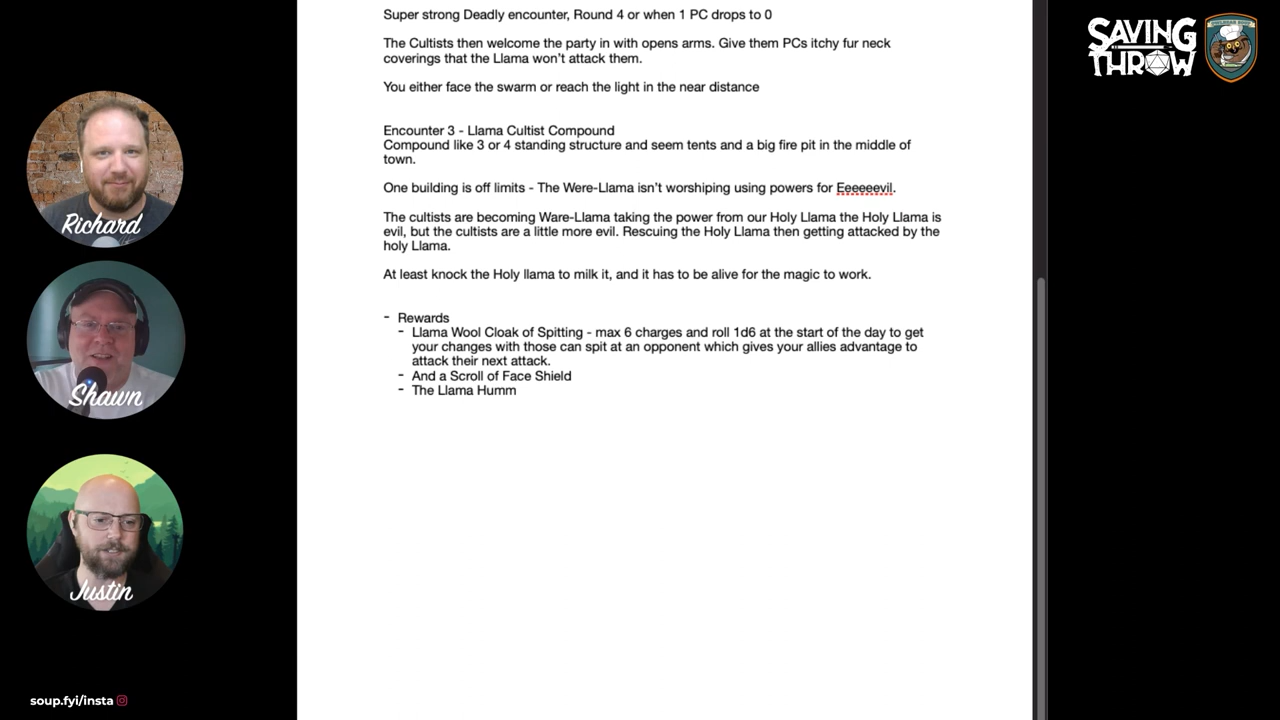 Super strong Deadly encounter, Round 4 or when 1 PC drops to 0
The Cultists then welcome the party in with opens arms. Give them PCs itchy fur neck
coverings that the Llama won’t attack them.
You either face the swarm or reach the light in the near distance
Encounter 3 - Llama Cultist Compound
Compound like 3 or 4 standing structure and seem tents and a big fire pit in the middle of
town.
One building is off limits - The Were-Llama isn’t worshiping using powers for Eeeeeevil.
The cultists are becoming Ware-Llama taking the power from our Holy Llama the Holy Llama is
evil, but the cultists are a little more evil. Rescuing the Holy Llama then getting attacked by the
holy Llama.
At least knock the Holy llama to milk it, and it has to be alive for the magic to work.
- Rewards
- Llama Wool Cloak of Spitting - max 6 charges and roll 1d6 at the start of the day to get
your changes with those can spit at an opponent which gives your allies advantage to
attack their next attack.
- And a Scroll of Face Shield
- The Llama Humm
SAVING
THROW
Richard
Shawn
Justin
soup.fyi/insta